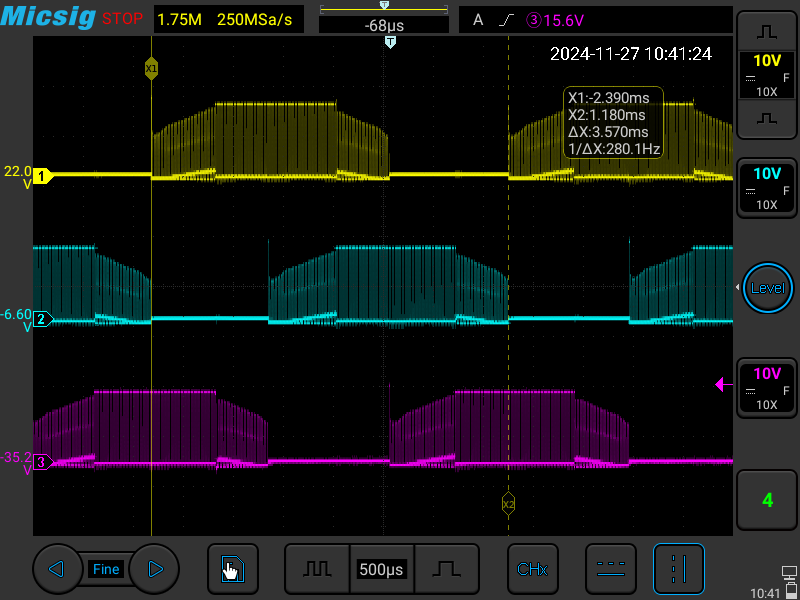 Micsig STOP 1.75M 250MSa/s -68μs A 3 15.6V
T
T
2024-11-27 10:41:24
X1
X1:-2.390ms
X2:1.180ms
ΔX:3.570ms
1/ΔX:280.1Hz
10V
F
10X
22.0
V
1
10V
F
10X
Level
-6.60
V
2
10V
F
10X
-35.2
V
3
X2
4
Fine
500μs
CHx
10:41